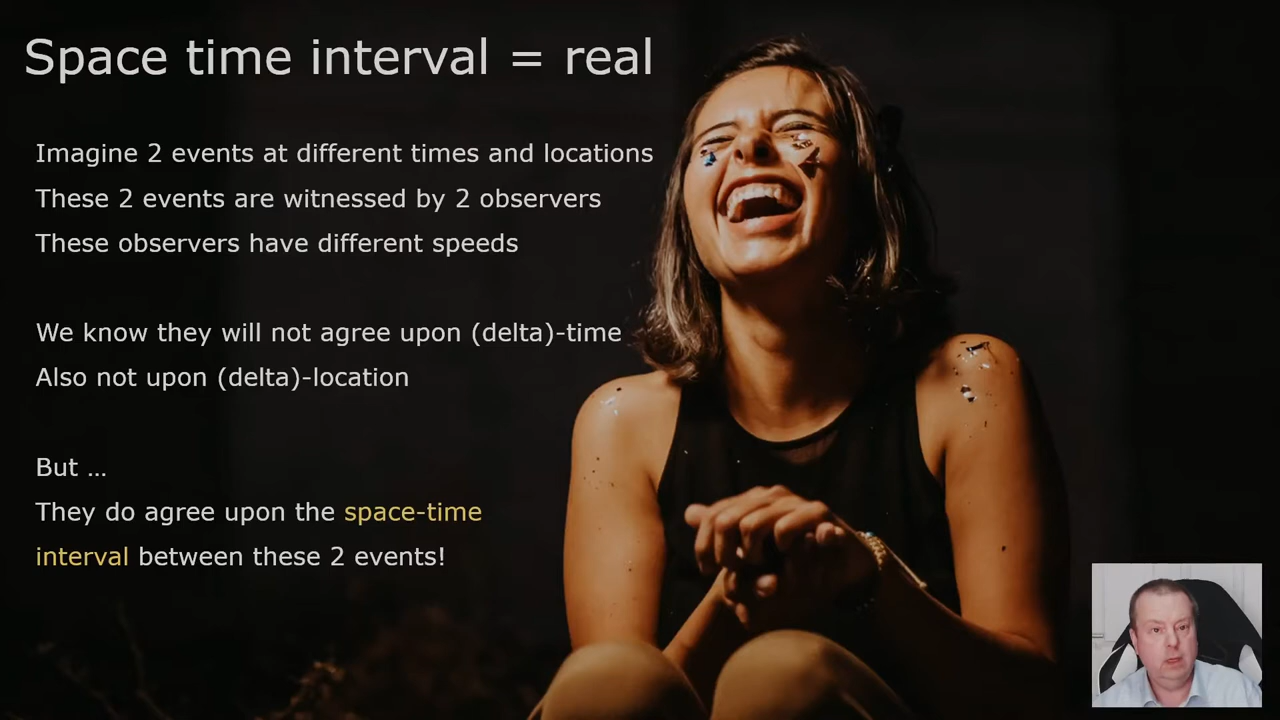 Space time interval = real
Imagine 2 events at different times and locations
These 2 events are witnessed by 2 observers
These observers have different speeds
We know they will not agree upon (delta)-time
Also not upon (delta)-location
But ...
They do agree upon the space-time
interval between these 2 events!